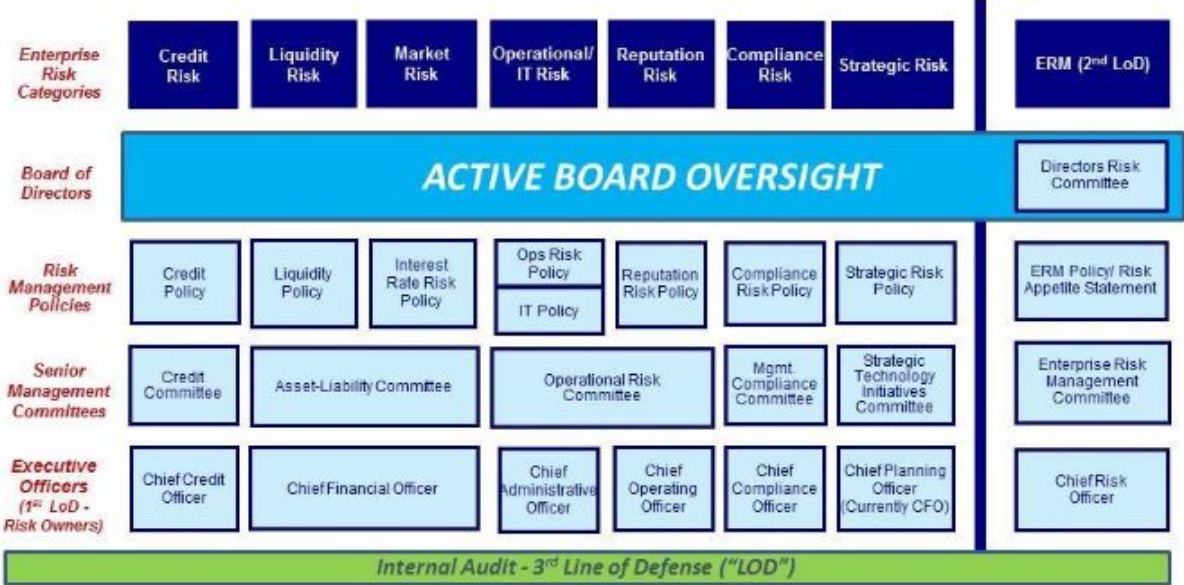 Enterprise
Risk
Categories
Credit
Risk
Liquidity
Risk
Market
Risk
Operational/
IT Risk
Reputation
Risk
Compliance
Risk
Strategic Risk
ERM (2nd LoD)
Board of
Directors
ACTIVE BOARD OVERSIGHT
Directors Risk
Committee
Risk
Management
Policies
Credit
Policy
Liquidity
Policy
Interest
Rate Risk
Policy
Ops Risk
Policy
IT Policy
Reputation
Risk Policy
Compliance
Risk Policy
Strategic Risk
Policy
ERM Policy/ Risk
Appetite Statement
Senior
Management
Committees
Credit
Committee
Asset-Liability Committee
Operational Risk
Committee
Mgmt.
Compliance
Committee
Strategic
Technology
Initiatives
Committee
Enterprise Risk
Management
Committee
Executive
Officers
(1st LoD -
Risk Owners)
Chief Credit
Officer
Chief Financial Officer
Chief
Administrative
Officer
Chief
Operating
Officer
Chief
Compliance
Officer
Chief Planning
Officer
(Currently CFO)
Chief Risk
Officer
Internal Audit - 3rd Line of Defense ("LOD")